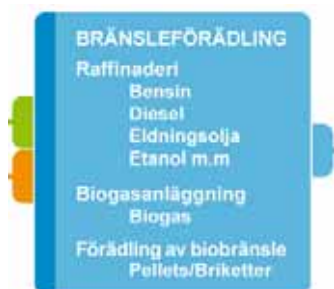 BRÄNSLEFÖRÄDLING
Raffinaderi
Bensin
Diesel
Eldningsolja
Etanol m.m
Biogasanläggning
Biogas
Förädling av biobränsle
Pellets/Briketter